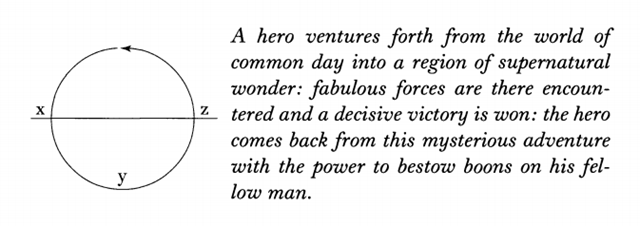 x
z
y
A hero ventures forth from the world of
common day into a region of supernatural
wonder: fabulous forces are there encoun-
tered and a decisive victory is won: the hero
comes back from this mysterious adventure
with the power to bestow boons on his fel-
low man.